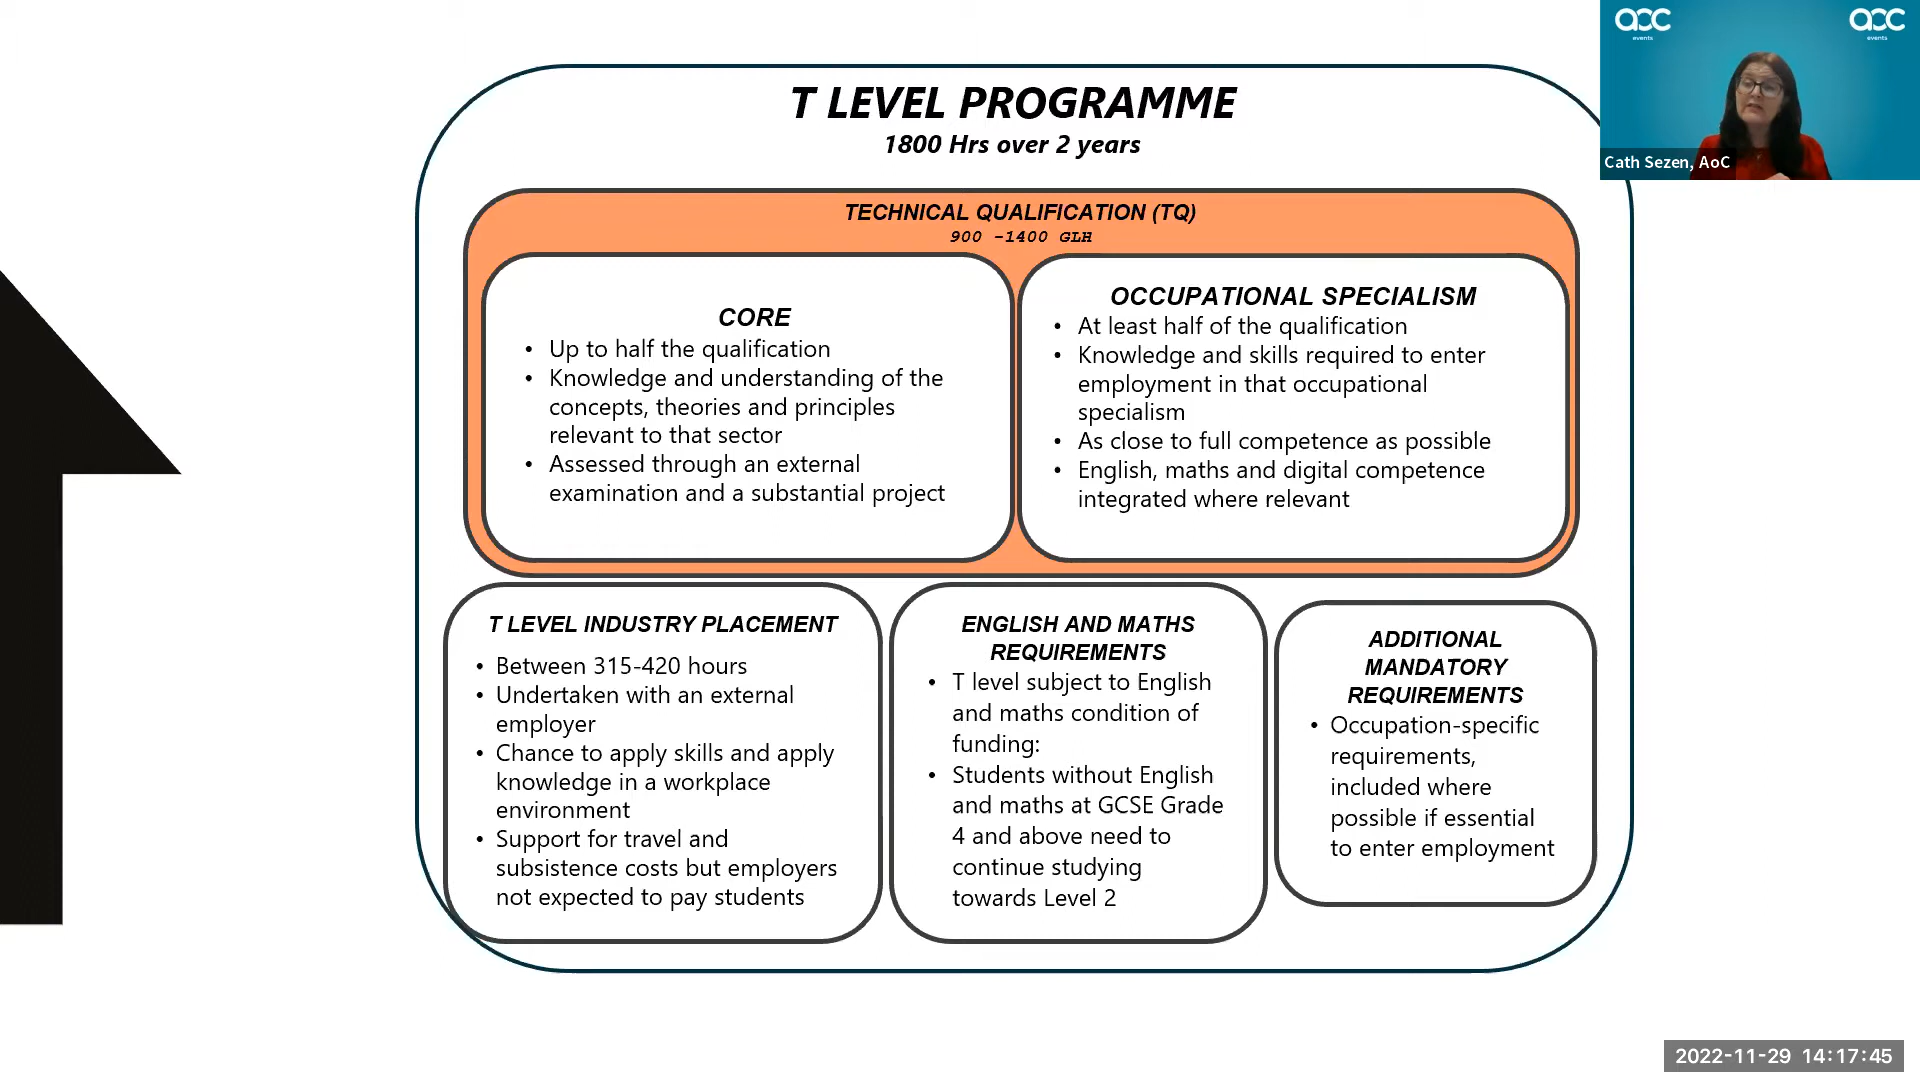 T LEVEL PROGRAMME
1800 Hrs over 2 years
TECHNICAL QUALIFICATION (TQ)
900 -1400 GLH
CORE
• Up to half the qualification
• Knowledge and understanding of the
concepts, theories and principles
relevant to that sector
• Assessed through an external
examination and a substantial project
OCCUPATIONAL SPECIALISM
• At least half of the qualification
• Knowledge and skills required to enter
employment in that occupational
specialism
• As close to full competence as possible
• English, maths and digital competence
integrated where relevant
T LEVEL INDUSTRY PLACEMENT
• Between 315-420 hours
• Undertaken with an external
employer
• Chance to apply skills and apply
knowledge in a workplace
environment
• Support for travel and
subsistence costs but employers
not expected to pay students
ENGLISH AND MATHS
REQUIREMENTS
• T level subject to English
and maths condition of
funding:
• Students without English
and maths at GCSE Grade
4 and above need to
continue studying
towards Level 2
ADDITIONAL
MANDATORY
REQUIREMENTS
• Occupation-specific
requirements,
included where
possible if essential
to enter employment
aoc
events
aoc
events
Cath Sezen, AoC
2022-11-29 14:17:45